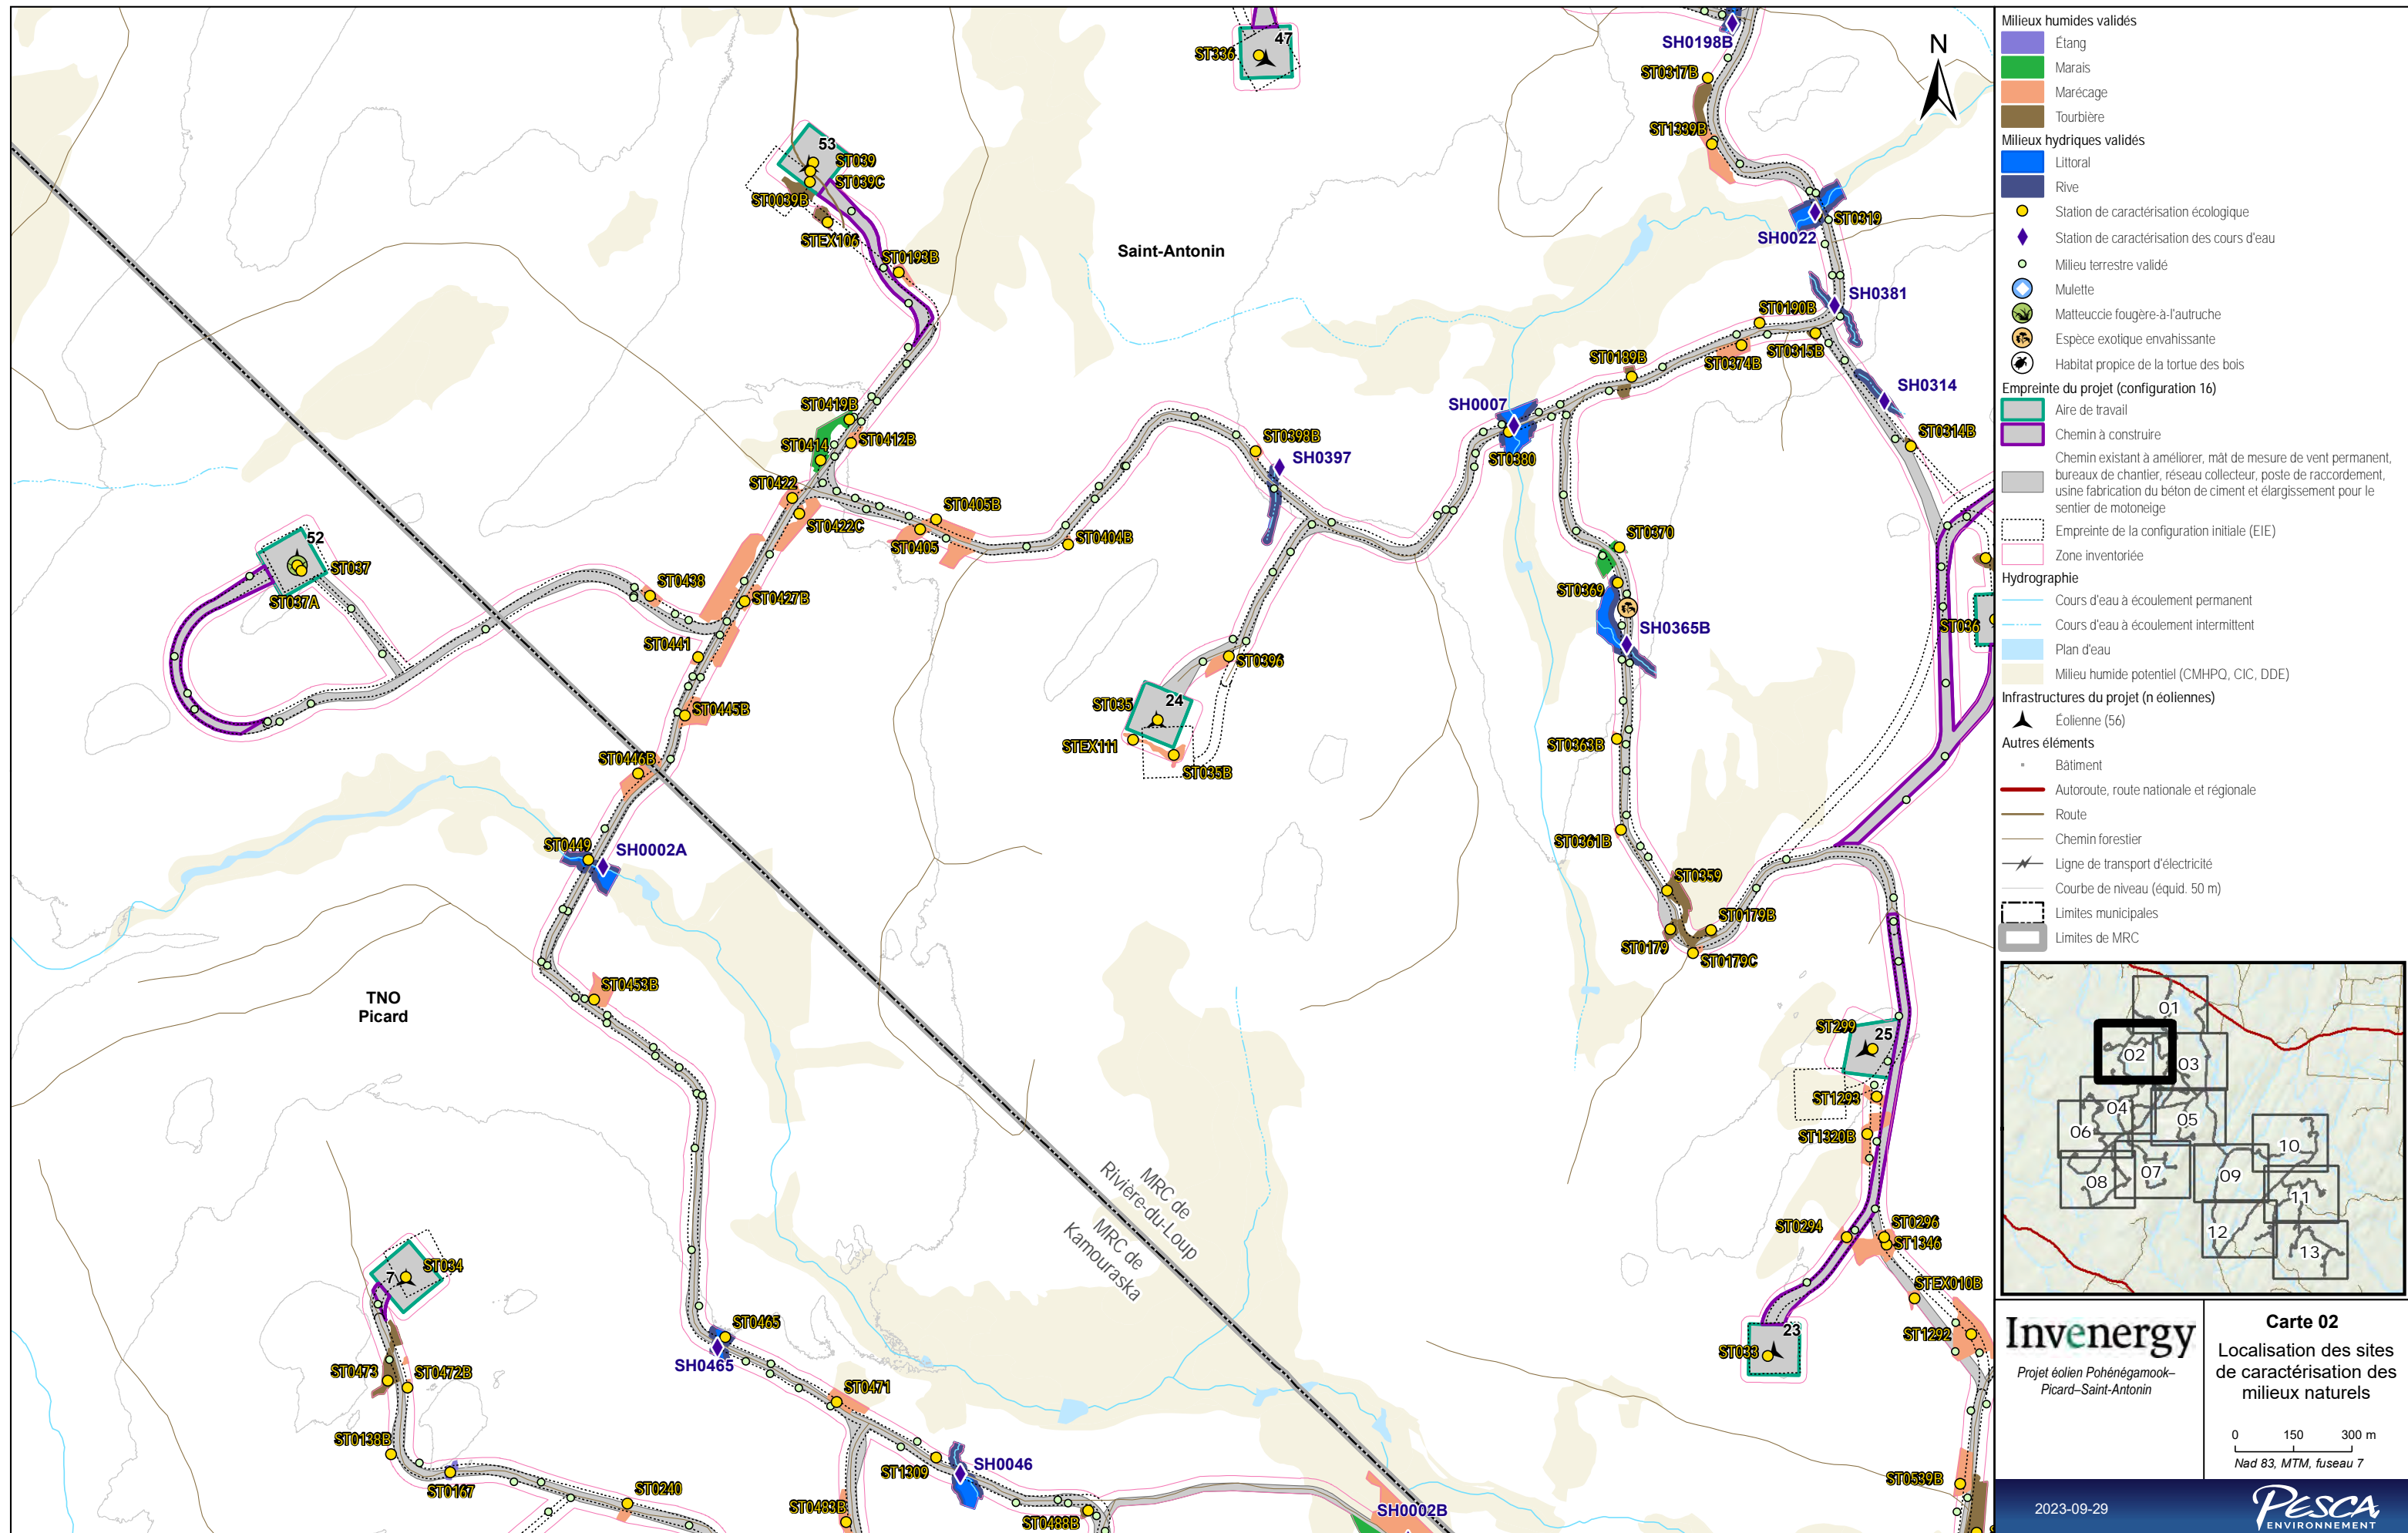 47
ST336
SH0198B
ST0317B
ST1339B
53
ST039
ST039C
ST0039B
STEX106
ST0193B
Saint-Antonin
ST0319
SH0022
SH0381
ST0190B
ST0315B
ST0374B
ST0189B
SH0314
ST0314B
SH0007
ST0380
ST0419B
ST0412B
ST0414
ST0422
ST0422C
ST0405B
ST0405
ST0404B
ST0398B
SH0397
52
ST037
ST037A
ST0438
ST0427B
ST0441
ST0445B
ST0446B
ST0370
ST0369
SH0365B
ST036
ST0396
24
ST035
STEX111
ST035B
ST0363B
ST0361B
ST0359
ST0179B
ST0179
ST0179C
ST0449
SH0002A
ST0453B
TNO
Picard
ST299
25
ST1293
ST1320B
MRC de
Rivière-du-Loup
MRC de
Kamouraska
ST0294
ST0296
ST1346
STEX010B
ST1292
23
ST033
7
ST034
ST0473
ST0472B
ST0138B
ST0167
ST0240
ST0465
SH0465
ST0471
ST1309
SH0046
ST0483B
ST0488B
SH0002B
ST0539B
N
Milieux humides validés
Étang
Marais
Marécage
Tourbière
Milieux hydriques validés
Littoral
Rive
Station de caractérisation écologique
Station de caractérisation des cours d'eau
Milieu terrestre validé
Mulette
Matteuccie fougère-à-l'autruche
Espèce exotique envahissante
Habitat propice de la tortue des bois
Empreinte du projet (configuration 16)
Aire de travail
Chemin à construire
Chemin existant à améliorer, mât de mesure de vent permanent,
bureaux de chantier, réseau collecteur, poste de raccordement,
usine fabrication du béton de ciment et élargissement pour le
sentier de motoneige
Empreinte de la configuration initiale (EIE)
Zone inventoriée
Hydrographie
Cours d'eau à écoulement permanent
Cours d'eau à écoulement intermittent
Plan d'eau
Milieu humide potentiel (CMHPQ, CIC, DDE)
Infrastructures du projet (n éoliennes)
Éolienne (56)
Autres éléments
Bâtiment
Autoroute, route nationale et régionale
Route
Chemin forestier
Ligne de transport d'électricité
Courbe de niveau (équid. 50 m)
Limites municipales
Limites de MRC
01
02
03
04
05
06
07
08
09
10
11
12
13
Invenergy
Projet éolien Pohénégamook–
Picard–Saint-Antonin
Carte 02
Localisation des sites
de caractérisation des
milieux naturels
0 150 300 m
Nad 83, MTM, fuseau 7
2023-09-29
PESCA
ENVIRONNEMENT